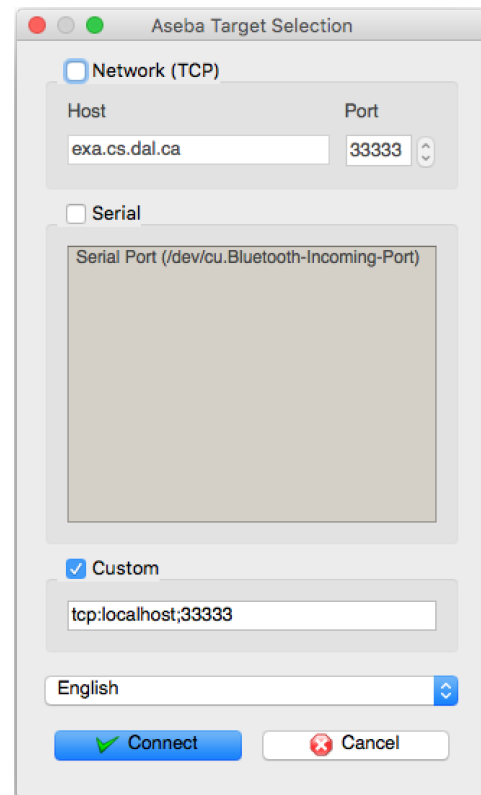 Aseba Target Selection
Network (TCP)
Host Port
exa.cs.dal.ca 33333
Serial
Serial Port (/dev/cu.Bluetooth-Incoming-Port)
Custom
tcp:localhost;33333
English
Connect Cancel